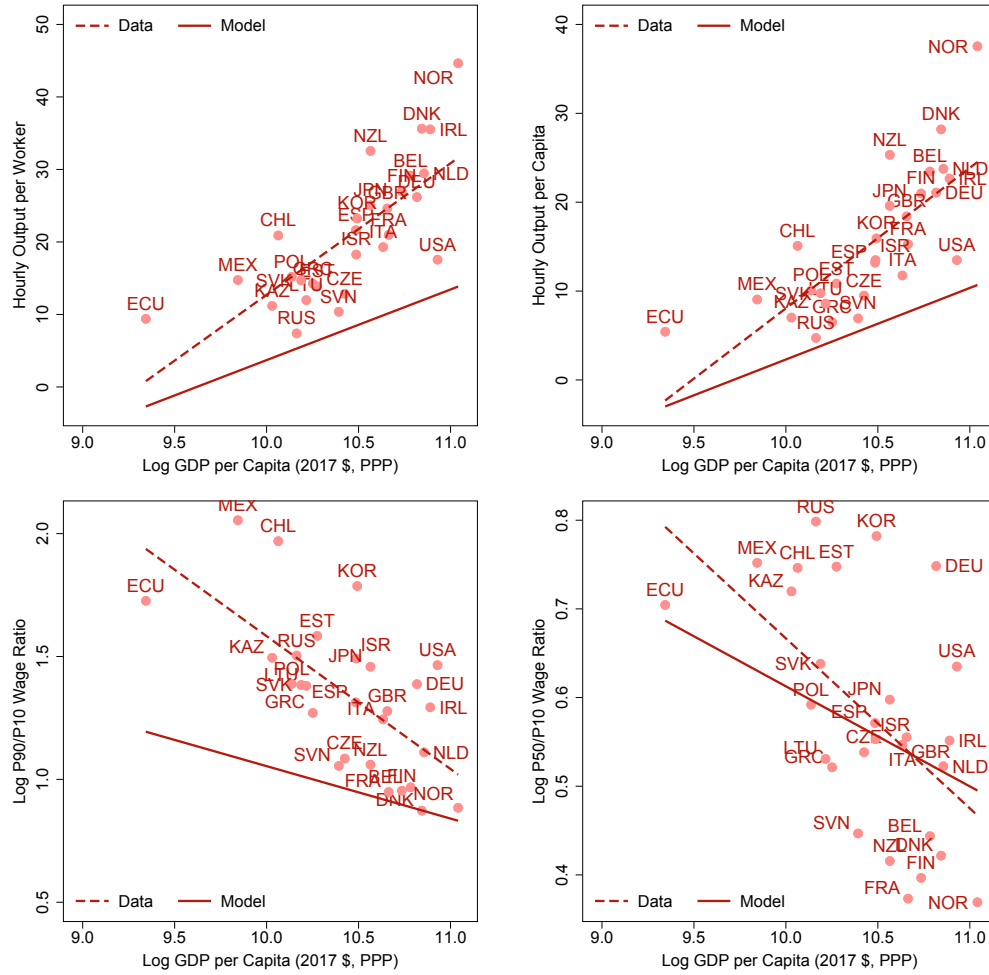 Data Model
Hourly Output per Worker
50
40
30
20
10
0
NOR
DNK
IRL
NZL
BEL
NLD
FIN
DEU
JPN
GBR
KOR
ESP
FRA
CHL
ITA
ISR
USA
MEX
POL
GRC
EST
SVK
LTU
CZE
KAZ
SVN
ECU
RUS
9.0 9.5 10.0 10.5 11.0
Log GDP per Capita (2017 $, PPP)
Data Model
Hourly Output per Capita
40
30
20
10
0
NOR
DNK
NZL
BEL
NLD
FIN
IRL
JPN
DEU
GBR
KOR
FRA
CHL
ESP
ISR
USA
ITA
MEX
POL
EST
SVK
LTU
CZE
KAZ
GRC
SVN
ECU
RUS
9.0 9.5 10.0 10.5 11.0
Log GDP per Capita (2017 $, PPP)
Log P90/P10 Wage Ratio
2.0
1.5
1.0
0.5
MEX
CHL
KOR
ECU
EST
KAZ
RUS
JPN
ISR
USA
POL
LTU
SVK
ESP
DEU
GRC
ITA
GBR
IRL
CZE
SVN
NZL
NLD
FRA
BEL
FIN
DNK
NOR
Data Model
9.0 9.5 10.0 10.5 11.0
Log GDP per Capita (2017 $, PPP)
Log P50/P10 Wage Ratio
0.8
0.7
0.6
0.5
0.4
RUS
KOR
MEX
CHL
EST
DEU
KAZ
ECU
SVK
USA
POL
JPN
ESP
ISR
LTU
CZE
GRC
ITA
GBR
IRL
NLD
SVN
BEL
DNK
NZL
FIN
FRA
NOR
Data Model
9.0 9.5 10.0 10.5 11.0
Log GDP per Capita (2017 $, PPP)